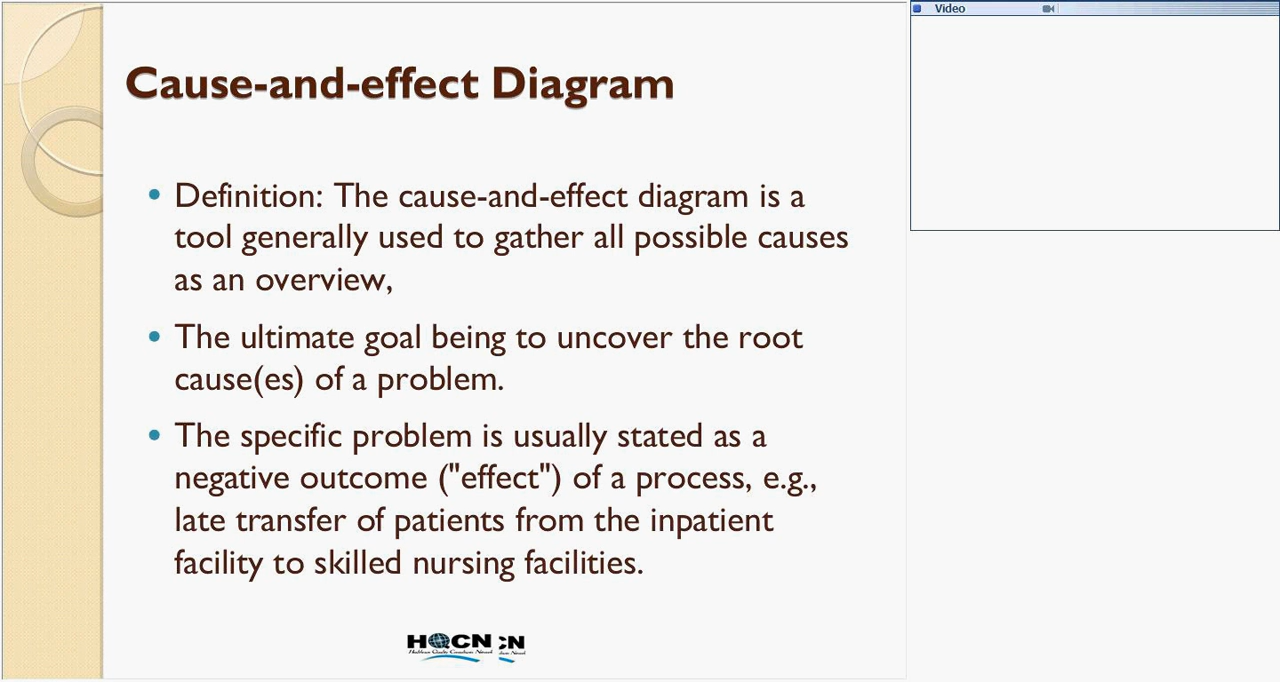 Video
Cause-and-effect Diagram
• Definition: The cause-and-effect diagram is a
tool generally used to gather all possible causes
as an overview,
• The ultimate goal being to uncover the root
cause(es) of a problem.
• The specific problem is usually stated as a
negative outcome ("effect") of a process, e.g.,
late transfer of patients from the inpatient
facility to skilled nursing facilities.
HQCN CN